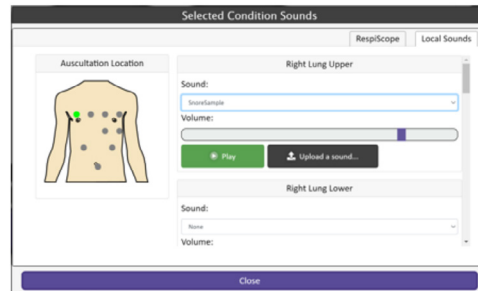 Selected Condition Sounds
RespiScope
Local Sounds
Auscultation Location
Right Lung Upper
Sound:
SnoreSample
Volume:
Play
Upload a sound...
Right Lung Lower
Sound:
None
Volume:
Close